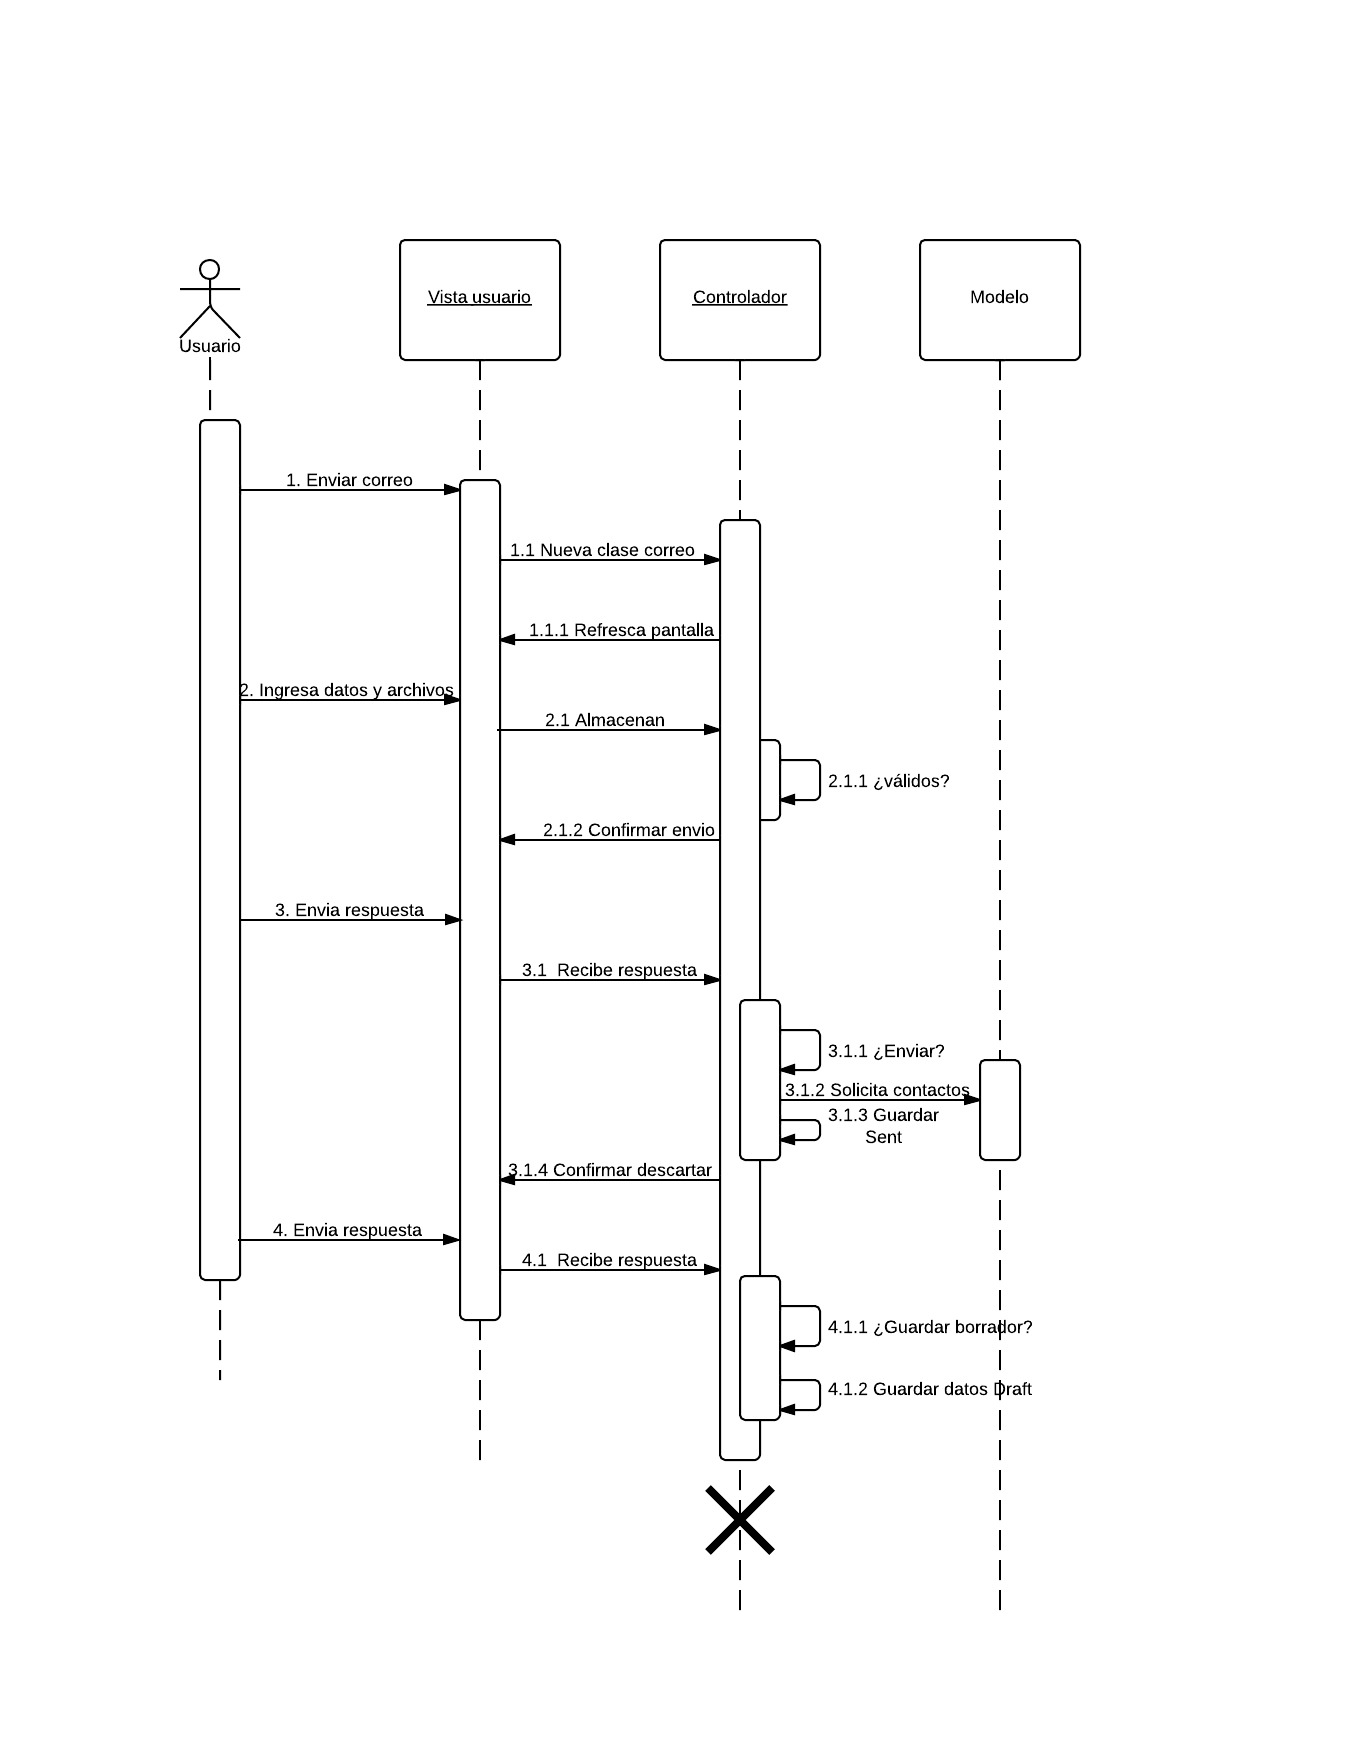 Vista usuario
Controlador
Modelo
Usuario
1. Enviar correo
1.1 Nueva clase correo
1.1.1 Refresca pantalla
2. Ingresa datos y archivos
2.1 Almacenan
2.1.1 ¿válidos?
2.1.2 Confirmar envio
3. Envia respuesta
3.1  Recibe respuesta
3.1.1 ¿Enviar?
3.1.2 Solicita contactos
3.1.3 Guardar
Sent
3.1.4 Confirmar descartar
4. Envia respuesta
4.1  Recibe respuesta
4.1.1 ¿Guardar borrador?
4.1.2 Guardar datos Draft